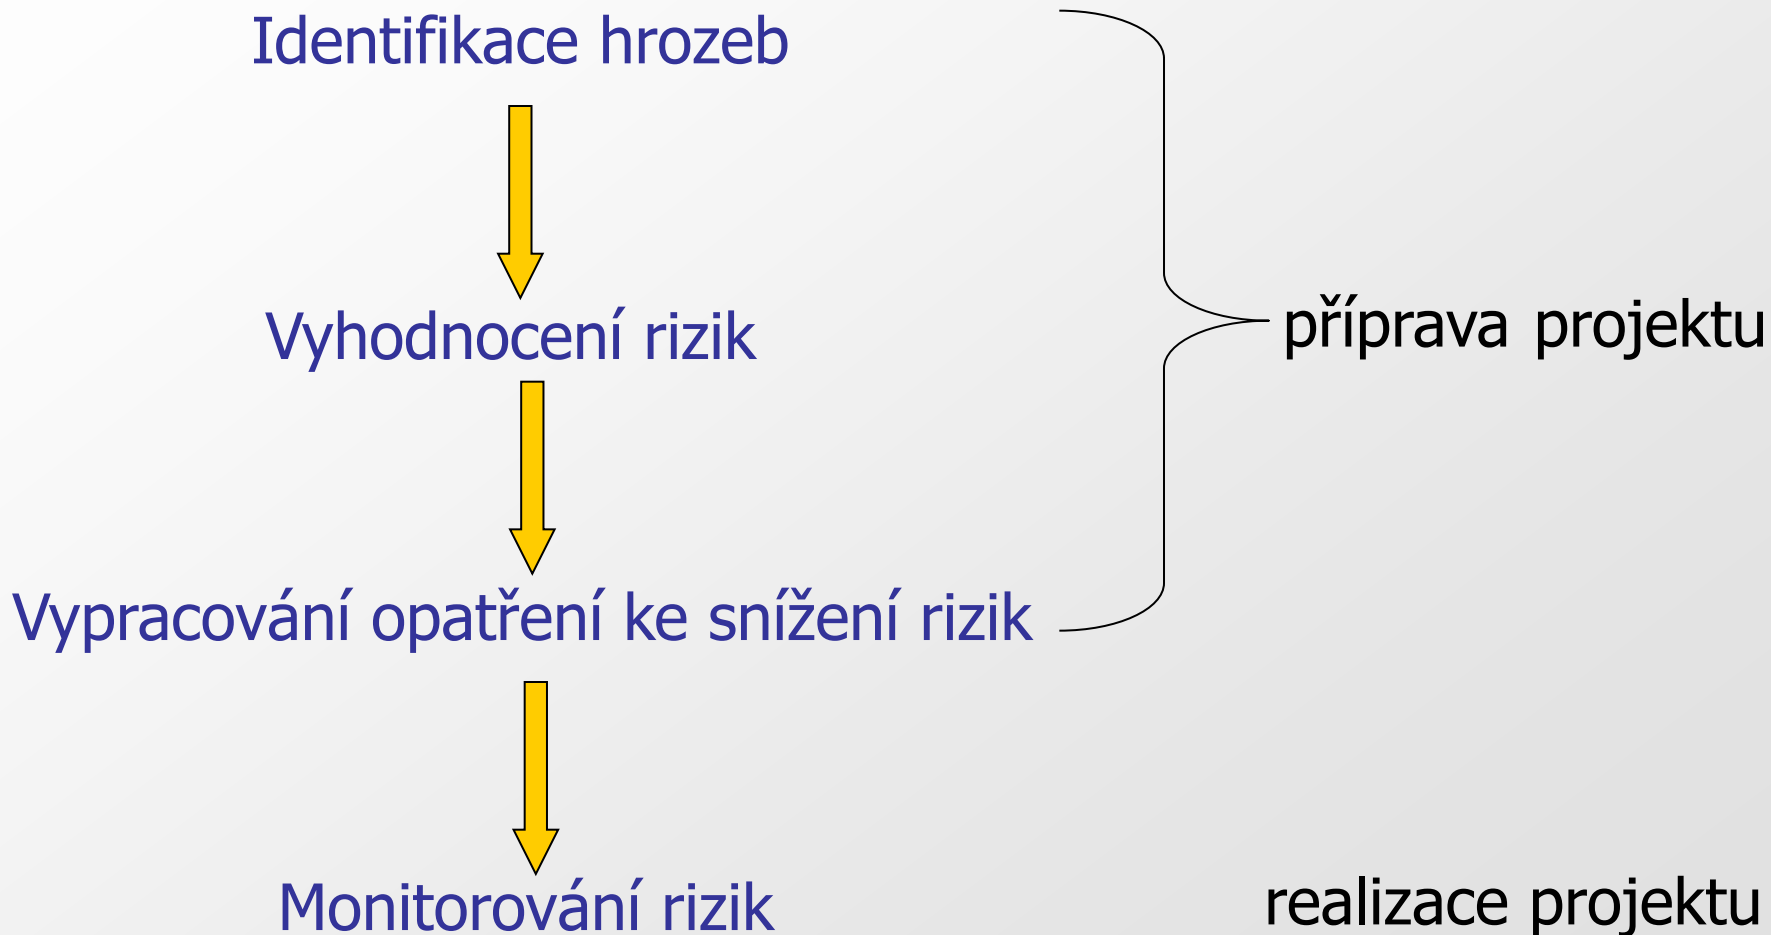 Identifikace hrozeb
Vyhodnocení rizik
příprava projektu
Vypracování opatření ke snížení rizik
Monitorování rizik
realizace projektu